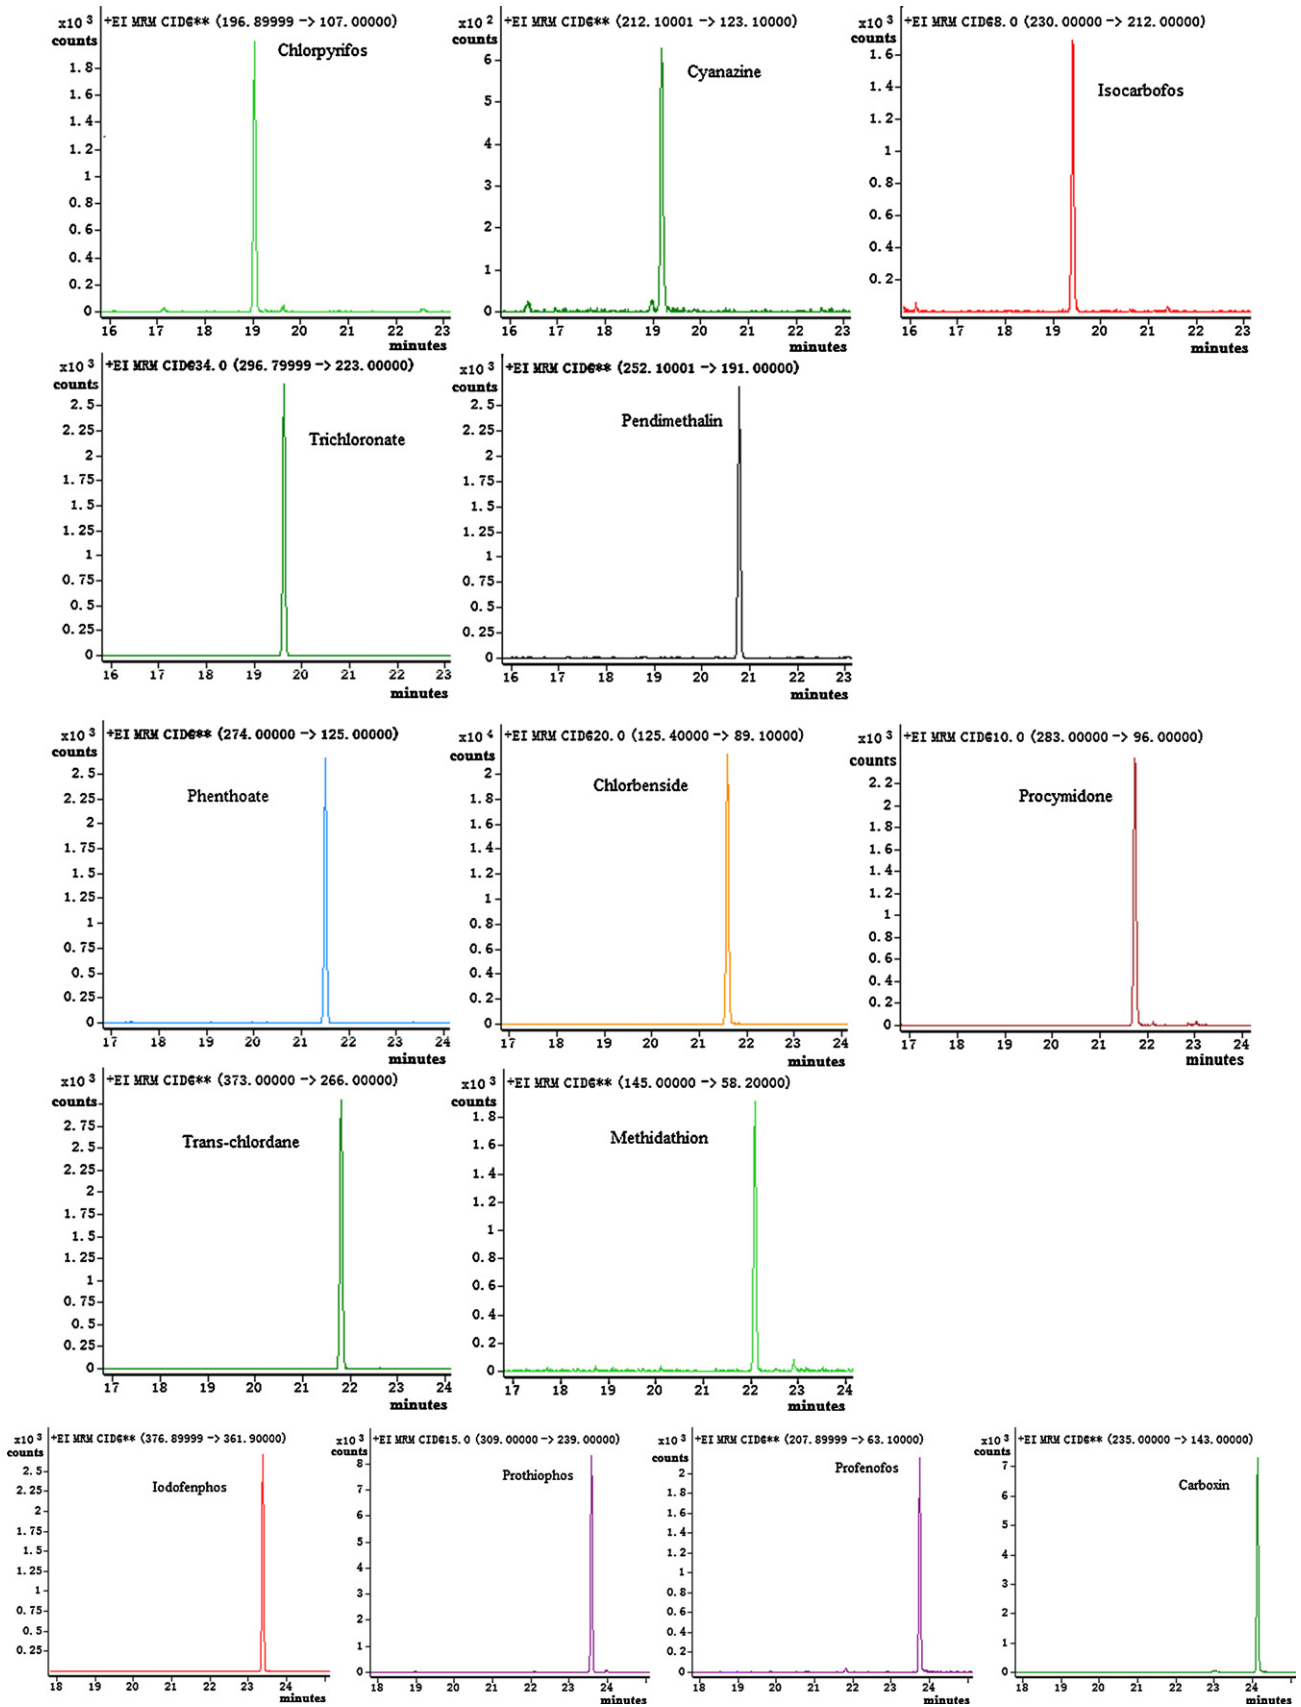 +EI MRM CID@** (196.89999 -> 107.00000)
x10 3
counts
Chlorpyrifos
1.8
1.6
1.4
1.2
1
0.8
0.6
0.4
0.2
0
16 17 18 19 20 21 22 23
minutes
+EI MRM CID@** (212.10001 -> 123.10000)
x10 2
counts
Cyanazine
6
5
4
3
2
1
0
16 17 18 19 20 21 22 23
minutes
+EI MRM CID@8.0 (230.00000 -> 212.00000)
x10 3
counts
Isocarbofos
1.6
1.4
1.2
1
0.8
0.6
0.4
0.2
16 17 18 19 20 21 22 23
minutes
+EI MRM CID@34.0 (296.79999 -> 223.00000)
x10 3
counts
Trichloronate
2.5
2.25
2
1.75
1.5
1.25
1
0.75
0.5
0.25
0
16 17 18 19 20 21 22 23
minutes
+EI MRM CID@** (252.10001 -> 191.00000)
x10 3
counts
Pendimethalin
2.5
2.25
2
1.75
1.5
1.25
1
0.75
0.5
0.25
0
16 17 18 19 20 21 22 23
minutes
+EI MRM CID@** (274.00000 -> 125.00000)
x10 3
counts
Phenthoate
2.5
2.25
2
1.75
1.5
1.25
1
0.75
0.5
0.25
0
17 18 19 20 21 22 23 24
minutes
+EI MRM CID@20.0 (125.40000 -> 89.10000)
x10 4
counts
Chlorbenside
2
1.8
1.6
1.4
1.2
1
0.8
0.6
0.4
0.2
0
17 18 19 20 21 22 23 24
minutes
+EI MRM CID@10.0 (283.00000 -> 96.00000)
x10 3
counts
Procymidone
2.2
2
1.8
1.6
1.4
1.2
1
0.8
0.6
0.4
0.2
0
17 18 19 20 21 22 23 24
minutes
+EI MRM CID@** (373.00000 -> 266.00000)
x10 3
counts
Trans-chlordane
2.75
2.5
2.25
2
1.75
1.5
1.25
1
0.75
0.5
0.25
0
17 18 19 20 21 22 23 24
minutes
+EI MRM CID@** (145.00000 -> 58.20000)
x10 3
counts
Methidathion
1.8
1.6
1.4
1.2
1
0.8
0.6
0.4
0.2
0
17 18 19 20 21 22 23 24
minutes
+EI MRM CID@** (376.89999 -> 361.90000)
x10 3
counts
Iodofenphos
2.5
2.25
2
1.75
1.5
1.25
1
0.75
0.5
0.25
18 19 20 21 22 23 24
minutes
+EI MRM CID@15.0 (309.00000 -> 239.00000)
x10 3
counts
Prothiophos
8
7
6
5
4
3
2
1
0
18 19 20 21 22 23 24
minutes
+EI MRM CID@** (207.89999 -> 63.10000)
x10 3
counts
Profenofos
2
1.8
1.6
1.4
1.2
1
0.8
0.6
0.4
0.2
0
18 19 20 21 22 23 24
minutes
+EI MRM CID@** (235.00000 -> 143.00000)
x10 3
counts
Carboxin
7
6
5
4
3
2
1
0
18 19 20 21 22 23 24
minutes